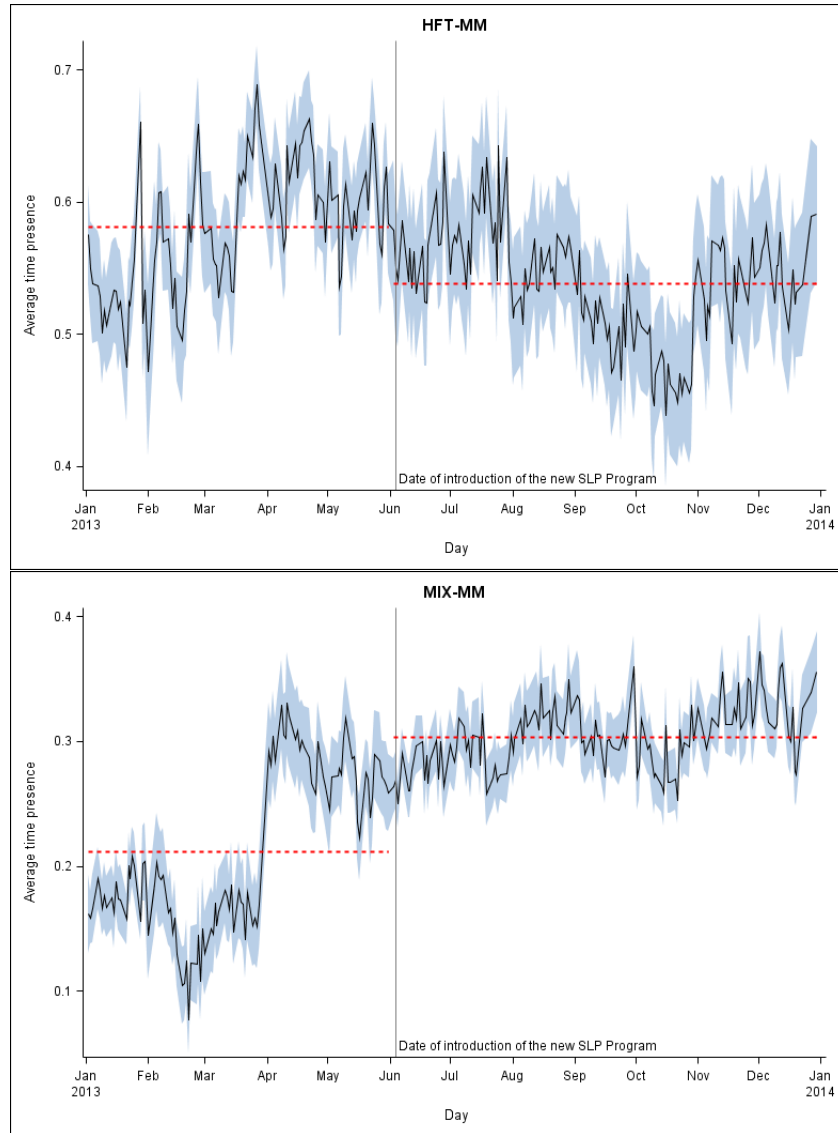 HFT-MM
0.7
0.6
0.5
0.4
Average time presence
Date of introduction of the new SLP Program
Jan Feb Mar Apr May Jun Jul Aug Sep Oct Nov Dec Jan
2013 2014
Day
MIX-MM
0.4
0.3
0.2
0.1
Average time presence
Date of introduction of the new SLP Program
Jan Feb Mar Apr May Jun Jul Aug Sep Oct Nov Dec Jan
2013 2014
Day